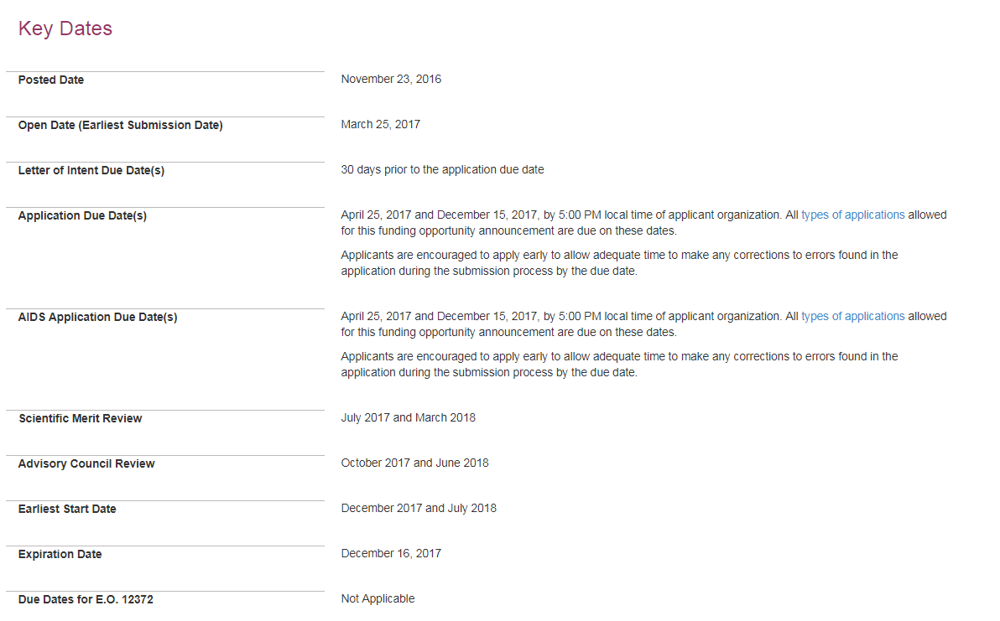 Key Dates
Posted Date
November 23, 2016
Open Date (Earliest Submission Date)
March 25, 2017
Letter of Intent Due Date(s)
30 days prior to the application due date
Application Due Date(s)
April 25, 2017 and December 15, 2017, by 5:00 PM local time of applicant organization. All types of applications allowed
for this funding opportunity announcement are due on these dates.
Applicants are encouraged to apply early to allow adequate time to make any corrections to errors found in the
application during the submission process by the due date.
AIDS Application Due Date(s)
April 25, 2017 and December 15, 2017, by 5:00 PM local time of applicant organization. All types of applications allowed
for this funding opportunity announcement are due on these dates.
Applicants are encouraged to apply early to allow adequate time to make any corrections to errors found in the
application during the submission process by the due date.
Scientific Merit Review
July 2017 and March 2018
Advisory Council Review
October 2017 and June 2018
Earliest Start Date
December 2017 and July 2018
Expiration Date
December 16, 2017
Due Dates for E.O. 12372
Not Applicable